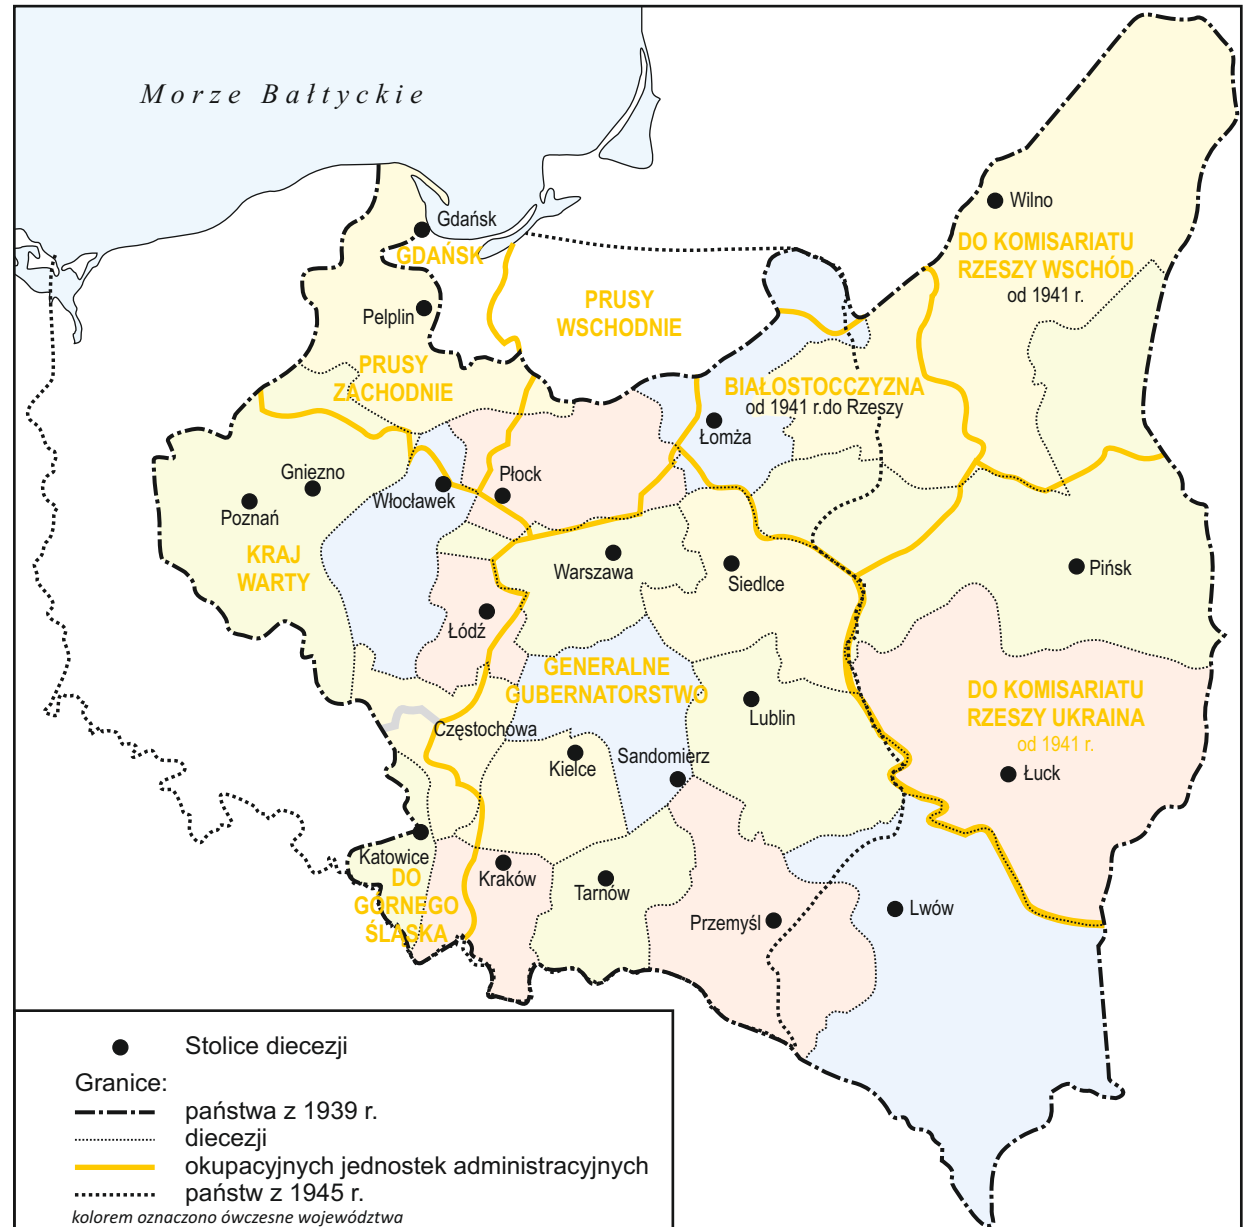 Morze Bałtyckie
Wilno
Gdańsk
GDAŃSK
DO KOMISARIATU
RZESZY WSCHÓD
od 1941 r.
Pelplin
PRUSY
WSCHODNIE
PRUSY
ZACHODNIE
BIAŁOSTOCCZYZNA
od 1941 r.do Rzeszy
Łomża
Gniezno
Poznań
Włocławek
Płock
KRAJ
WARTY
Warszawa
Siedlce
Pińsk
Łódź
GENERALNE
GUBERNATORSTWO
Lublin
DO KOMISARIATU
RZESZY UKRAINA
od 1941 r.
Częstochowa
Kielce
Sandomierz
Łuck
Katowice
DO
GÓRNEGO
ŚLĄSKA
Kraków
Tarnów
Przemyśl
Lwów
Stolice diecezji
Granice:
państwa z 1939 r.
diecezji
okupacyjnych jednostek administracyjnych
państw z 1945 r.
kolorem oznaczono ówczesne województwa